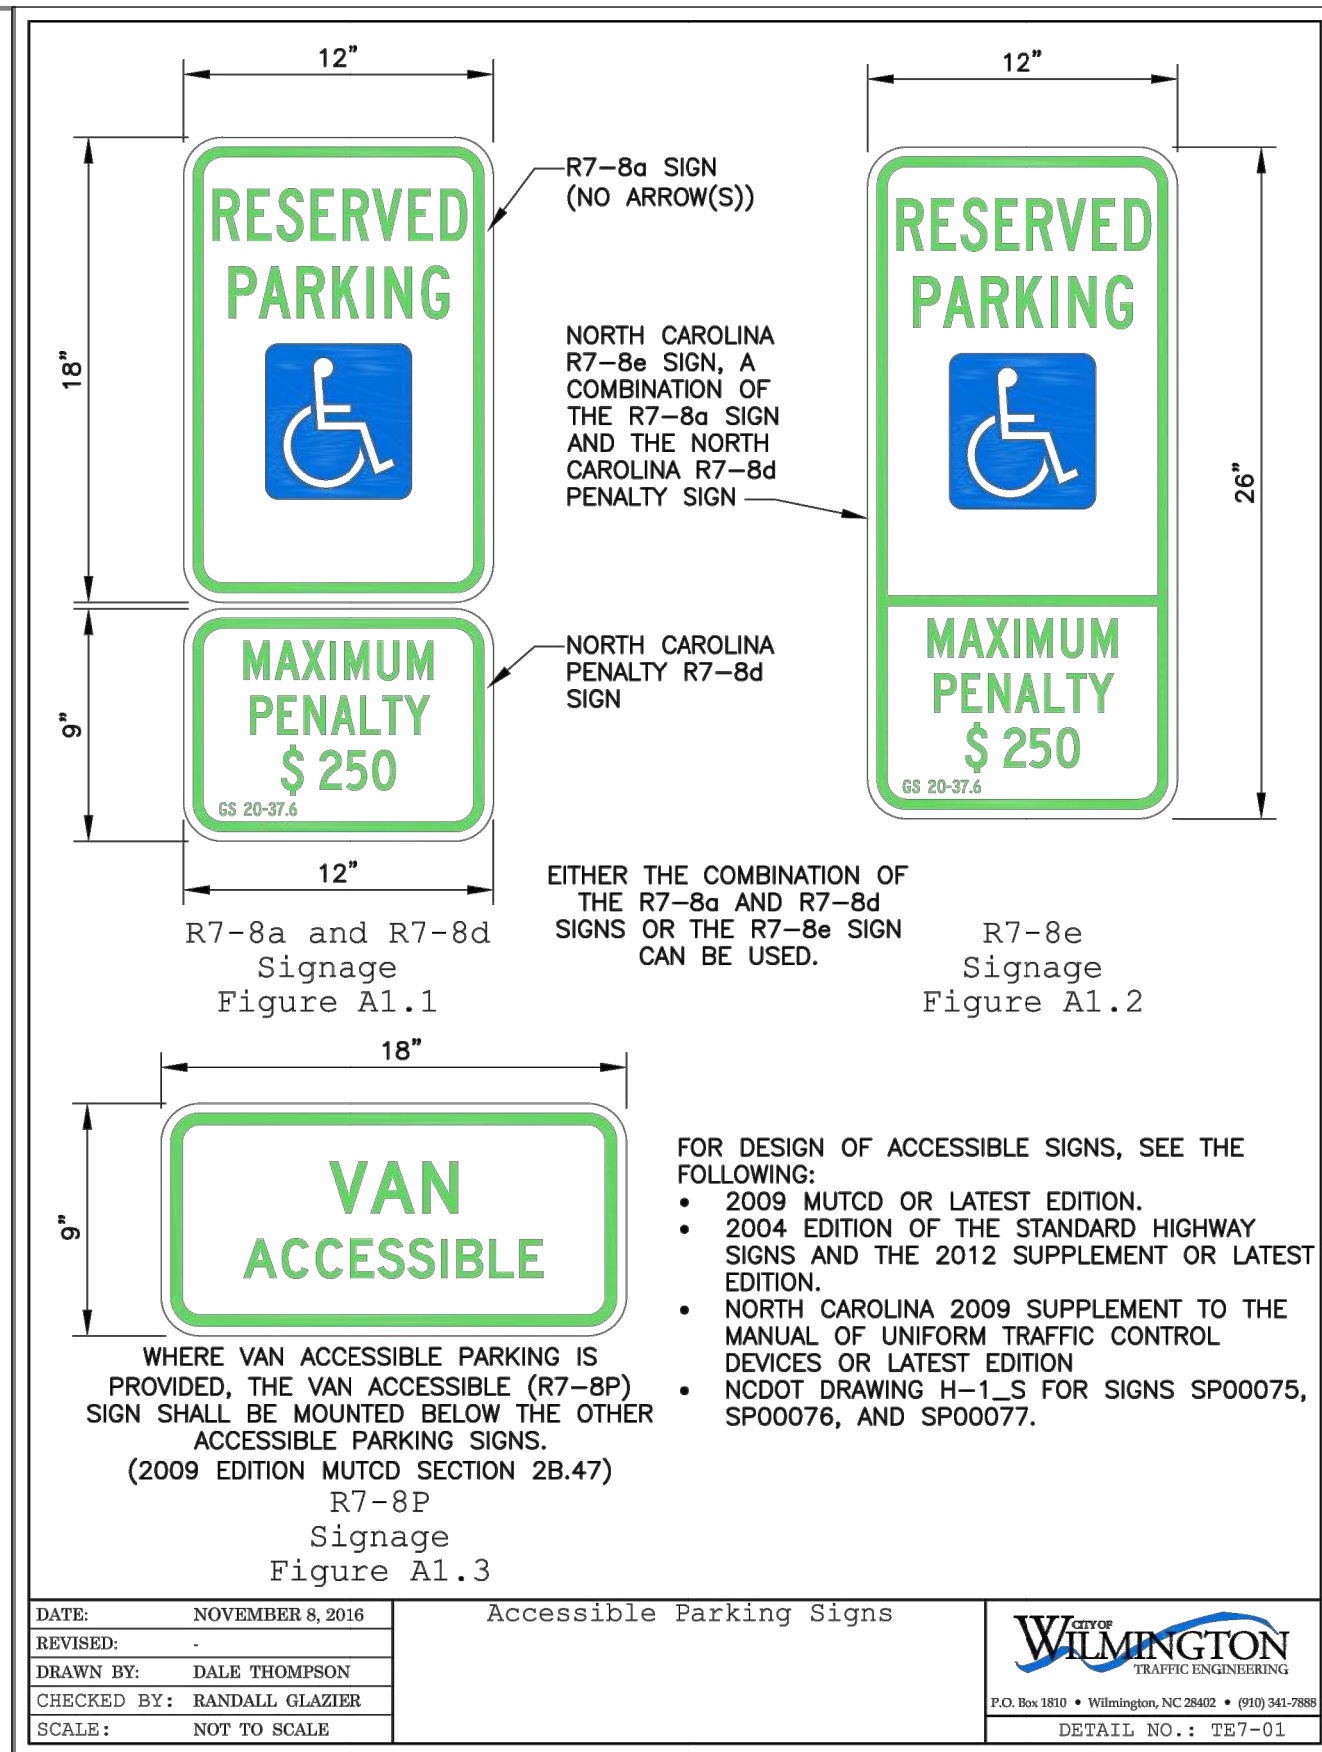 12"
RESERVED
PARKING
18"
R7-8a SIGN
(NO ARROW(S))
NORTH CAROLINA
R7-8e SIGN, A
COMBINATION OF
THE R7-8a SIGN
AND THE NORTH
CAROLINA R7-8d
PENALTY SIGN
12"
RESERVED
PARKING
26"
MAXIMUM
PENALTY
$ 250
GS 20-37.6
9"
12"
NORTH CAROLINA
PENALTY R7-8d
SIGN
MAXIMUM
PENALTY
$ 250
GS 20-37.6
EITHER THE COMBINATION OF
THE R7-8a AND R7-8d
SIGNS OR THE R7-8e SIGN
CAN BE USED.
R7-8a and R7-8d
Signage
Figure A1.1
R7-8e
Signage
Figure A1.2
18"
9"
VAN
ACCESSIBLE
WHERE VAN ACCESSIBLE PARKING IS
PROVIDED, THE VAN ACCESSIBLE (R7-8P)
SIGN SHALL BE MOUNTED BELOW THE OTHER
ACCESSIBLE PARKING SIGNS.
(2009 EDITION MUTCD SECTION 2B.47)
R7-8P
Signage
Figure A1.3
FOR DESIGN OF ACCESSIBLE SIGNS, SEE THE
FOLLOWING:
• 2009 MUTCD OR LATEST EDITION.
• 2004 EDITION OF THE STANDARD HIGHWAY
SIGNS AND THE 2012 SUPPLEMENT OR LATEST
EDITION.
• NORTH CAROLINA 2009 SUPPLEMENT TO THE
MANUAL OF UNIFORM TRAFFIC CONTROL
DEVICES OR LATEST EDITION
• NCDOT DRAWING H-1_S FOR SIGNS SP00075,
SP00076, AND SP00077.
DATE: NOVEMBER 8, 2016
REVISED: -
DRAWN BY: DALE THOMPSON
CHECKED BY: RANDALL GLAZIER
SCALE: NOT TO SCALE
Accessible Parking Signs
CITY OF
WILMINGTON
TRAFFIC ENGINEERING
P.O. Box 1810 • Wilmington, NC 28402 • (910) 341-7888
DETAIL NO.: TE7-01